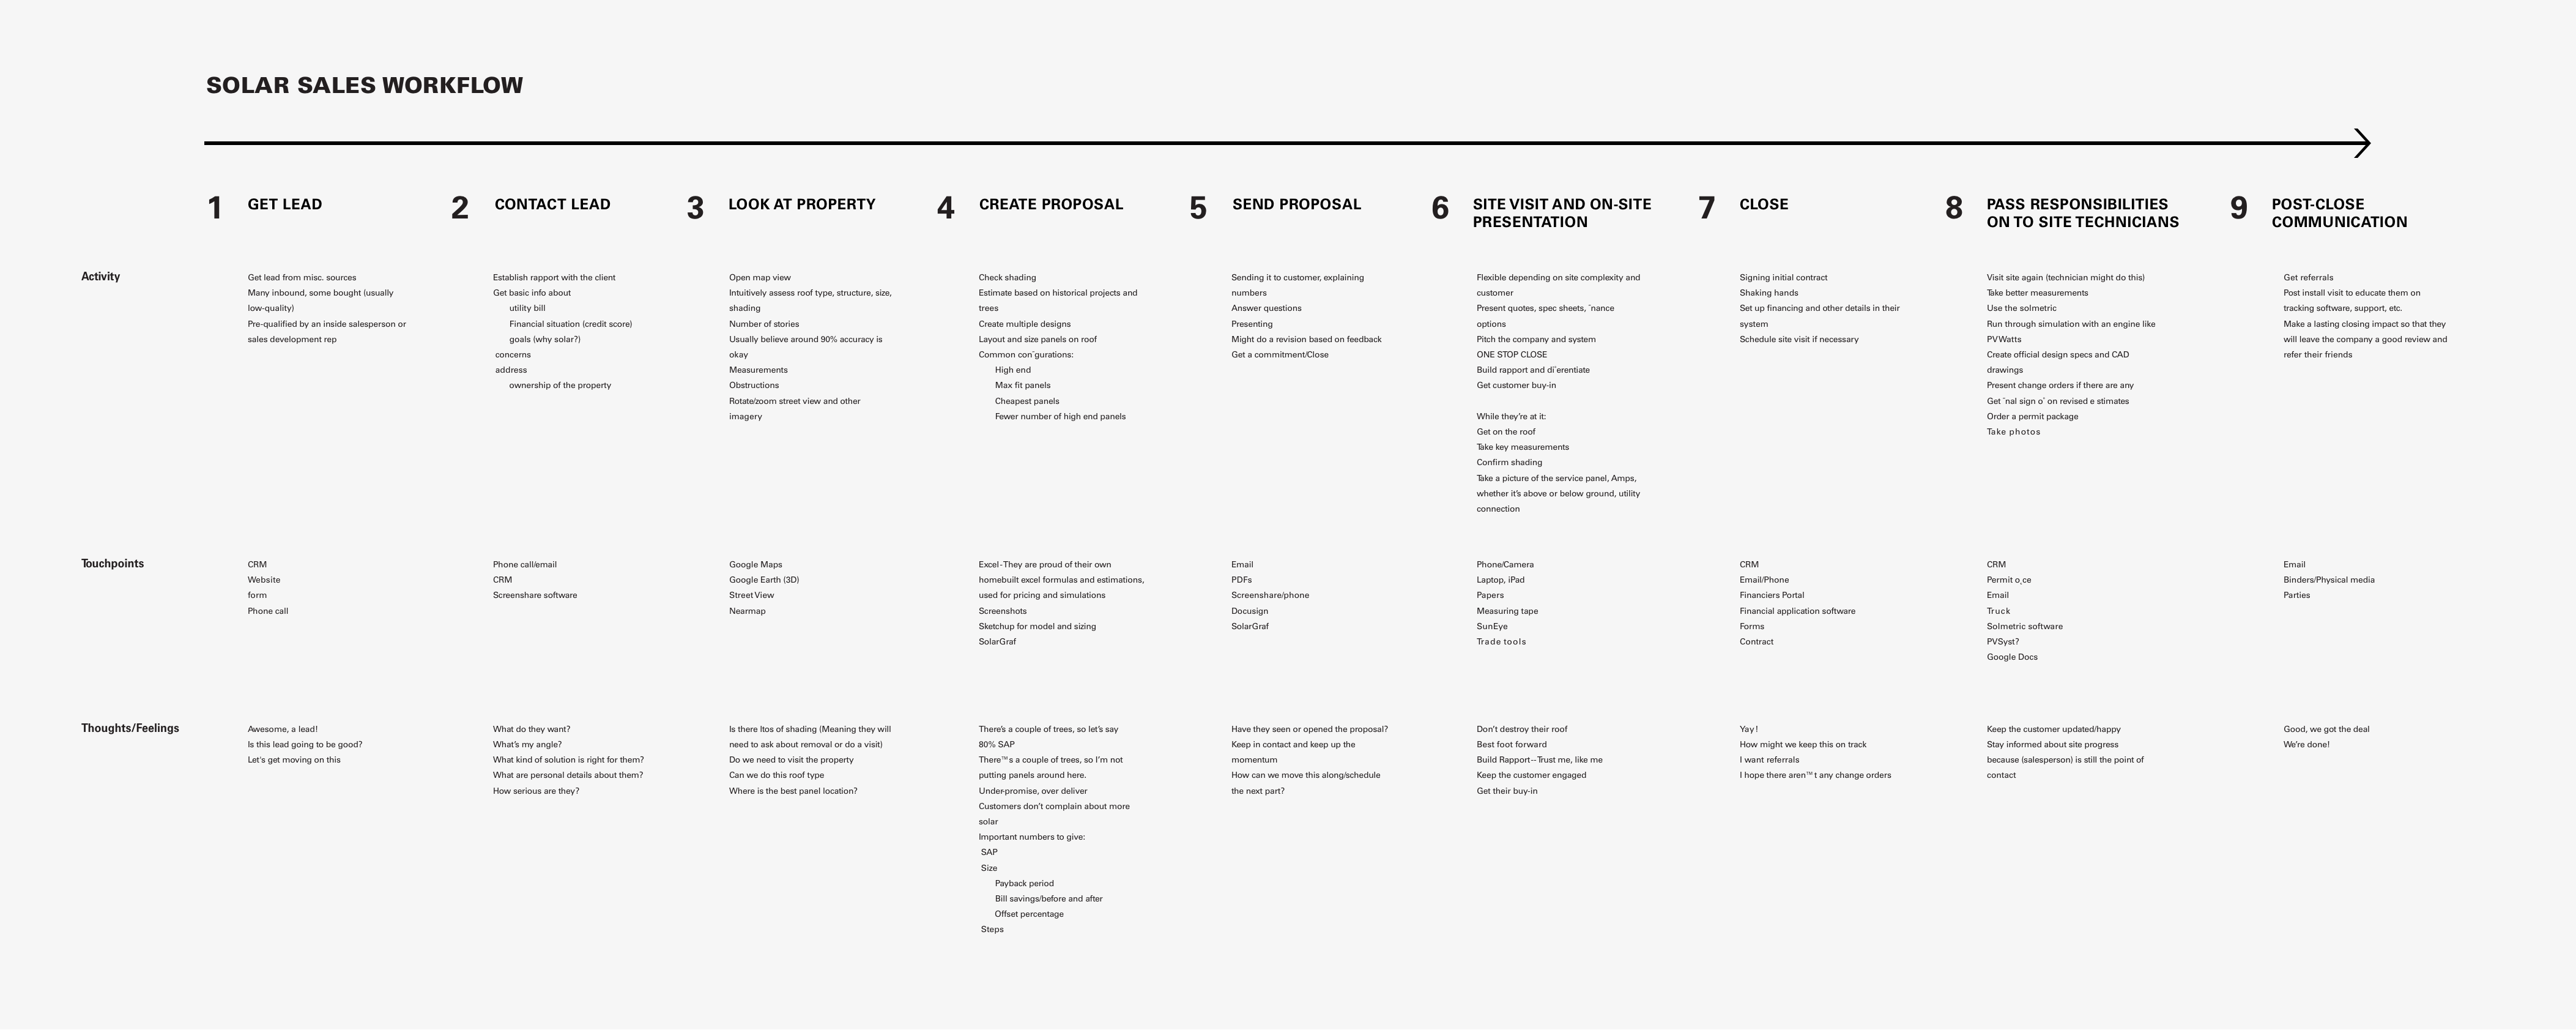 SOLAR SALES WORKFLOW
1 GET LEAD
2 CONTACT LEAD
3 LOOK AT PROPERTY
4 CREATE PROPOSAL
5 SEND PROPOSAL
6 SITE VISIT AND ON-SITE
PRESENTATION
7 CLOSE
8 PASS RESPONSIBILITIES
ON TO SITE TECHNICIANS
9 POST-CLOSE
COMMUNICATION
Activity
Get lead from misc. sources
Many inbound, some bought (usually
low-quality)
Pre-qualified by an inside salesperson or
sales development rep
Establish rapport with the client
Get basic info about
utility bill
Financial situation (credit score)
goals (why solar?)
concerns
address
ownership of the property
Open map view
Intuitively assess roof type, structure, size,
shading
Number of stories
Usually believe around 90% accuracy is
okay
Measurements
Obstructions
Rotate/zoom street view and other
imagery
Check shading
Estimate based on historical projects and
trees
Create multiple designs
Layout and size panels on roof
Common con˝gurations:
High end
Max fit panels
Cheapest panels
Fewer number of high end panels
Sending it to customer, explaining
numbers
Answer questions
Presenting
Might do a revision based on feedback
Get a commitment/Close
Flexible depending on site complexity and
customer
Present quotes, spec sheets, ˝nance
options
Pitch the company and system
ONE STOP CLOSE
Build rapport and di˙erentiate
Get customer buy-in
While they're at it:
Get on the roof
Take key measurements
Confirm shading
Take a picture of the service panel, Amps,
whether it's above or below ground, utility
connection
Signing initial contract
Shaking hands
Set up financing and other details in their
system
Schedule site visit if necessary
Visit site again (technician might do this)
Take better measurements
Use the solmetric
Run through simulation with an engine like
PVWatts
Create official design specs and CAD
drawings
Present change orders if there are any
Get ˝nal sign o˙ on revised e stimates
Order a permit package
Take photos
Get referrals
Post install visit to educate them on
tracking software, support, etc.
Make a lasting closing impact so that they
will leave the company a good review and
refer their friends
Touchpoints
CRM
Website
form
Phone call
Phone call/email
CRM
Screenshare software
Google Maps
Google Earth (3D)
Street View
Nearmap
Excel-They are proud of their own
homebuilt excel formulas and estimations,
used for pricing and simulations
Screenshots
Sketchup for model and sizing
SolarGraf
Email
PDFs
Screenshare/phone
Docusign
SolarGraf
Phone/Camera
Laptop, iPad
Papers
Measuring tape
SunEye
Trade tools
CRM
Email/Phone
Financiers Portal
Financial application software
Forms
Contract
CRM
Permit o˛ce
Email
Truck
Solmetric software
PVSyst?
Google Docs
Email
Binders/Physical media
Parties
Thoughts/Feelings
Awesome, a lead!
Is this lead going to be good?
Let's get moving on this
What do they want?
What's my angle?
What kind of solution is right for them?
What are personal details about them?
How serious are they?
Is there ltos of shading (Meaning they will
need to ask about removal or do a visit)
Do we need to visit the property
Can we do this roof type
Where is the best panel location?
There's a couple of trees, so let's say
80% SAP
There™s a couple of trees, so I'm not
putting panels around here.
Under-promise, over deliver
Customers don't complain about more
solar
Important numbers to give:
SAP
Size
Payback period
Bill savings/before and after
Offset percentage
Steps
Have they seen or opened the proposal?
Keep in contact and keep up the
momentum
How can we move this along/schedule
the next part?
Don't destroy their roof
Best foot forward
Build Rapport--Trust me, like me
Keep the customer engaged
Get their buy-in
Yay!
How might we keep this on track
I want referrals
I hope there aren™t any change orders
Keep the customer updated/happy
Stay informed about site progress
because (salesperson) is still the point of
contact
Good, we got the deal
We're done!